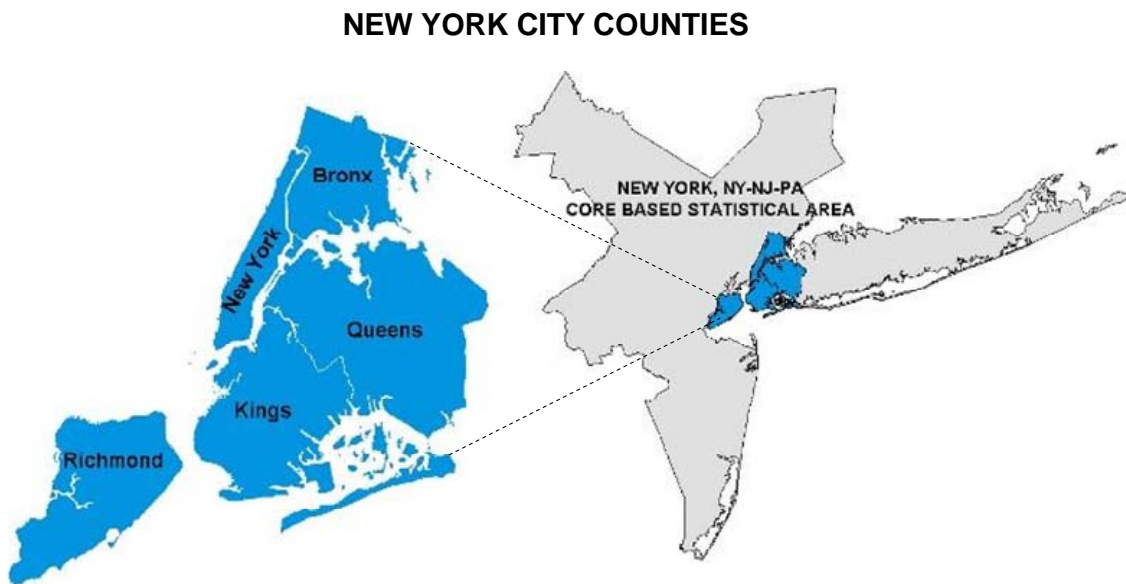 NEW YORK CITY COUNTIES
Bronx
New York
Queens
Kings
Richmond
NEW YORK, NY-NJ-PA
CORE BASED STATISTICAL AREA